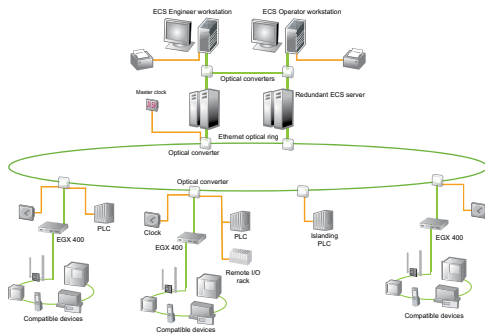 ECS Engineer workstation
ECS Operator workstation
Optical converters
Master clock
Redundant ECS server
Ethernet optical ring
Optical converter
Optical converter
PLC
EGX 400
Clock
PLC
EGX 400
Remote I/O
rack
Islanding
PLC
EGX 400
Compatible devices
Compatible devices
Compatible devices